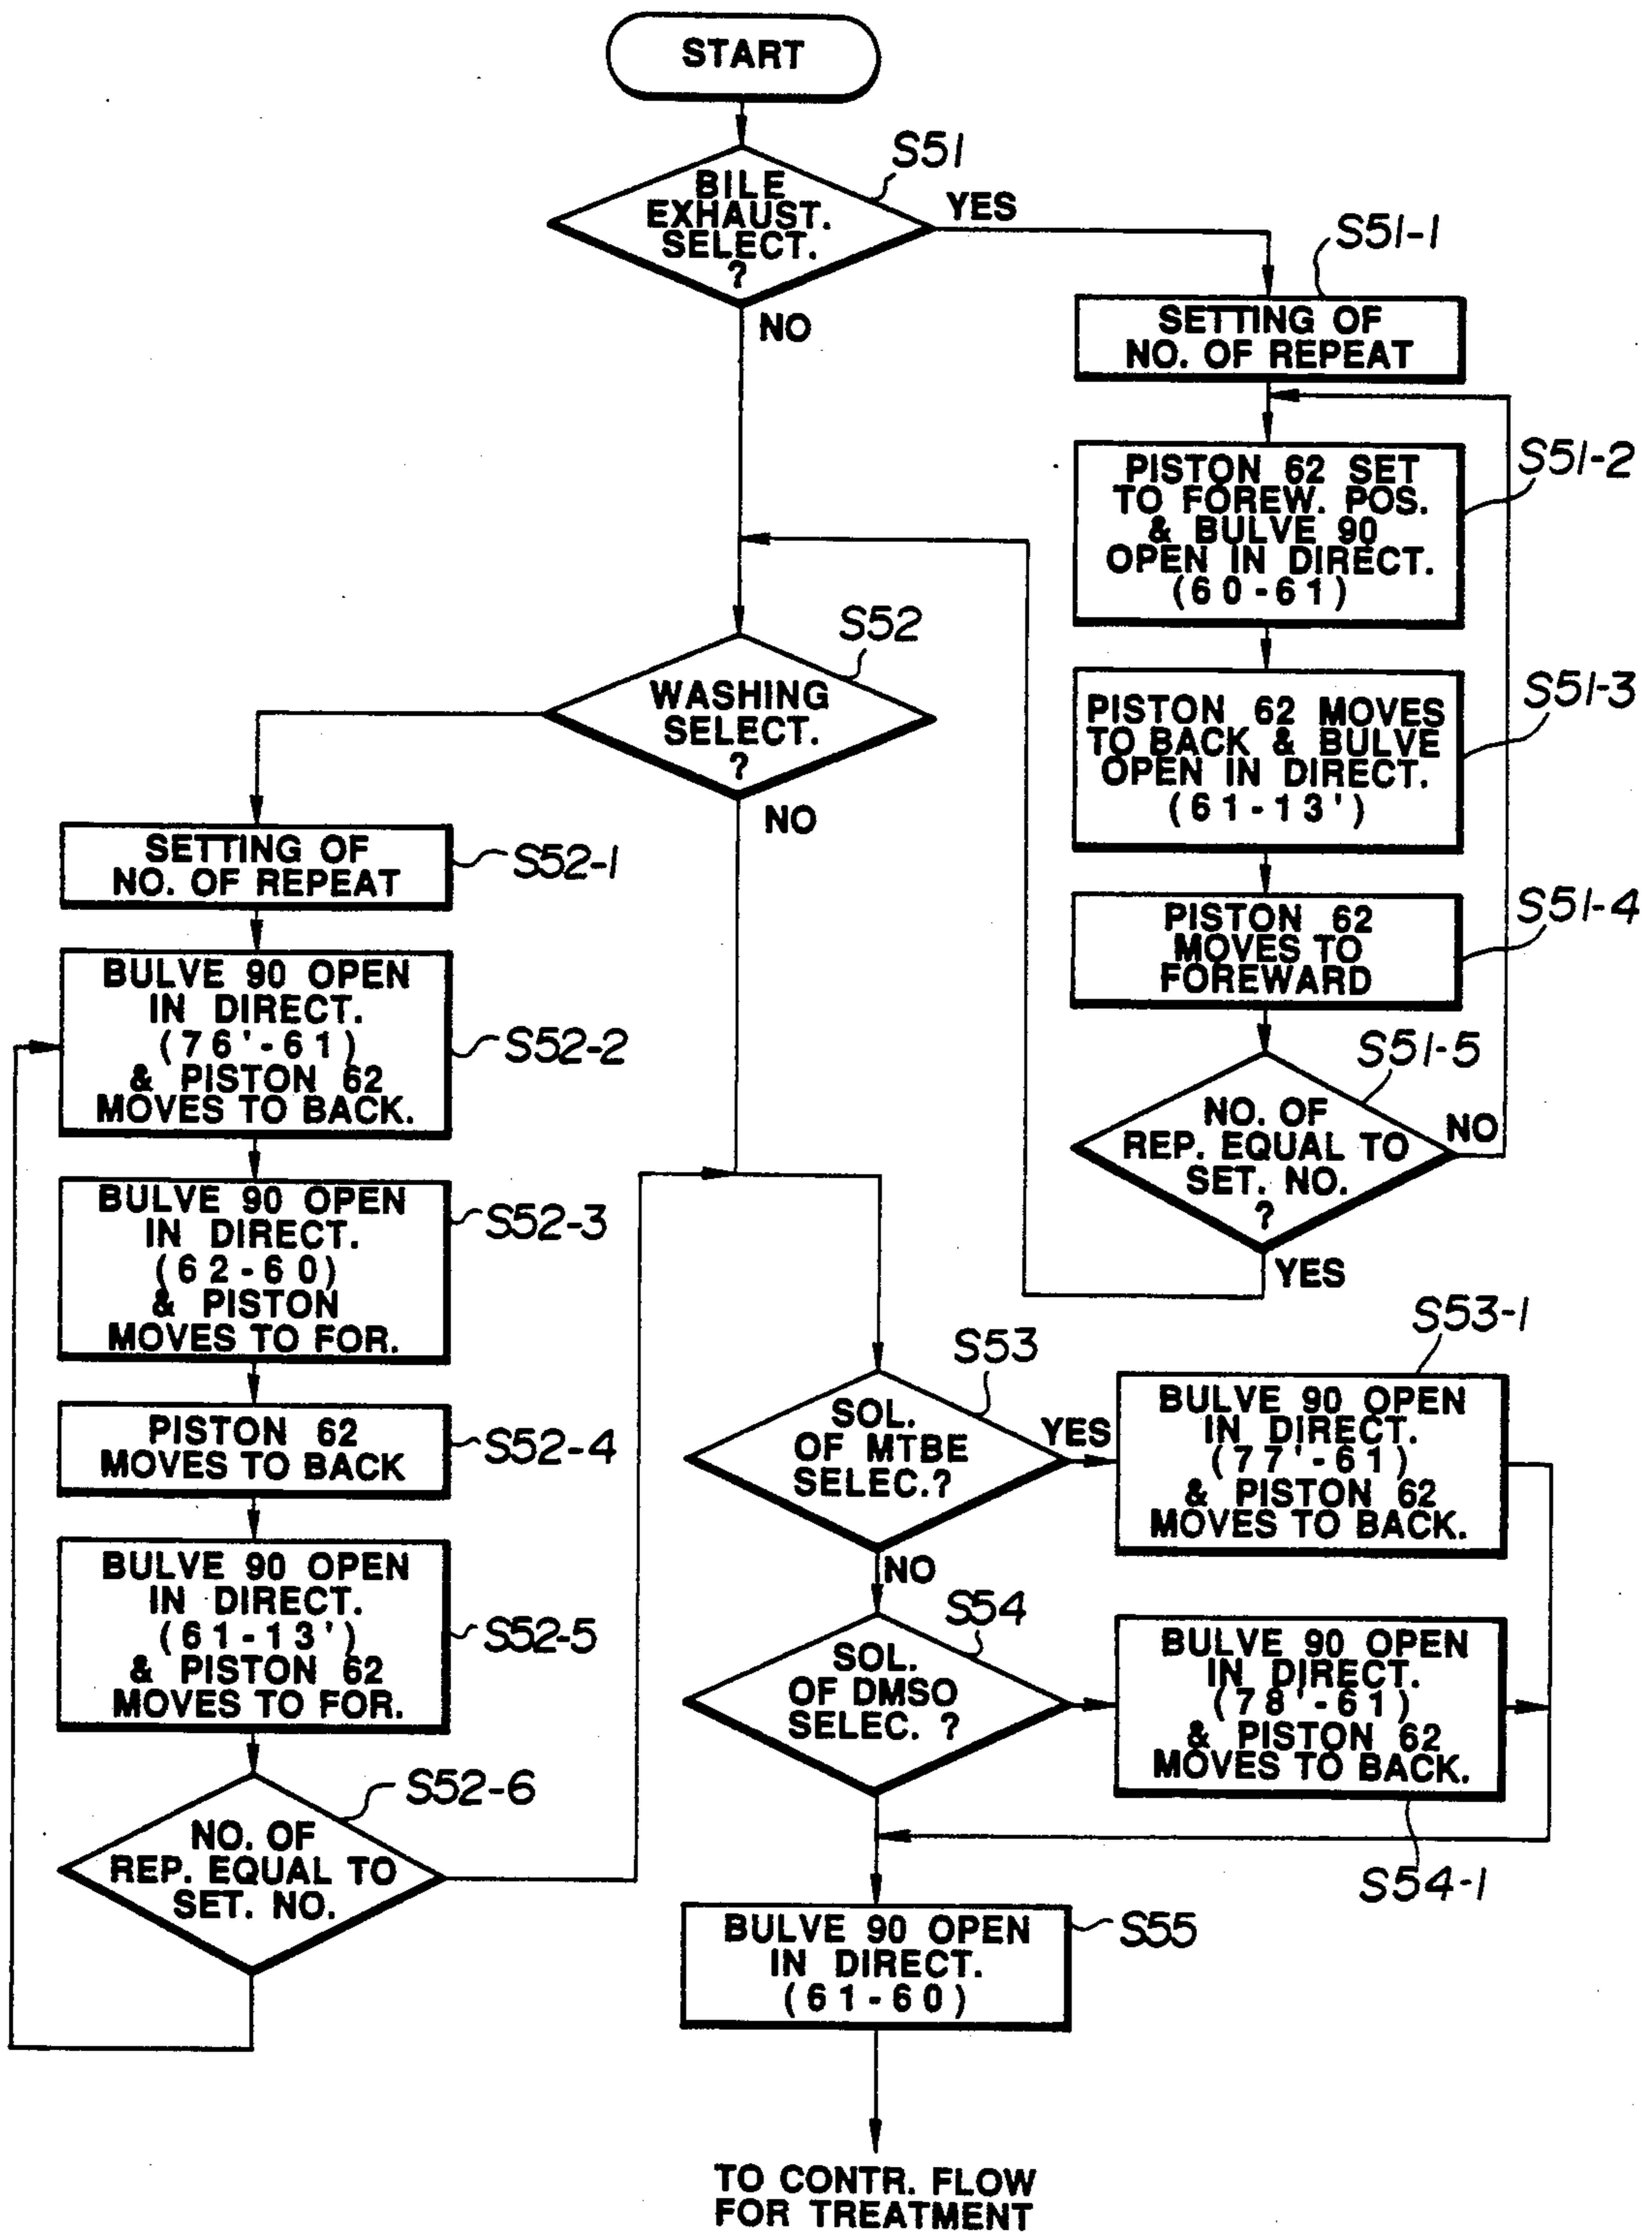 START
S51
BILE
EXHAUST.
SELECT.
?
YES
NO
S51-1
SETTING OF
NO. OF REPEAT
S51-2
PISTON 62 SET
TO FOREW. POS.
& BULVE 90
OPEN IN DIRECT.
(60-61)
S51-3
PISTON 62 MOVES
TO BACK & BULVE
OPEN IN DIRECT.
(61-13')
S51-4
PISTON 62
MOVES TO
FOREWARD
S51-5
NO. OF
REP. EQUAL TO
SET. NO.
?
NO
YES
S52
WASHING
SELECT.
?
NO
SETTING OF
NO. OF REPEAT
S52-1
BULVE 90 OPEN
IN DIRECT.
(76'-61)
& PISTON 62
MOVES TO BACK.
S52-2
BULVE 90 OPEN
IN DIRECT.
(62-60)
& PISTON
MOVES TO FOR.
S52-3
PISTON 62
MOVES TO BACK
S52-4
BULVE 90 OPEN
IN DIRECT.
(61-13')
& PISTON 62
MOVES TO FOR.
S52-5
S52-6
NO. OF
REP. EQUAL TO
SET. NO.
S53
SOL.
OF MTBE
SELEC.?
YES
NO
S53-1
BULVE 90 OPEN
IN DIRECT.
(77'-61)
& PISTON 62
MOVES TO BACK.
S54
SOL.
OF DMSO
SELEC. ?
BULVE 90 OPEN
IN DIRECT.
(78'-61)
& PISTON 62
MOVES TO BACK.
S54-1
BULVE 90 OPEN
IN DIRECT.
(61-60)
S55
TO CONTR. FLOW
FOR TREATMENT